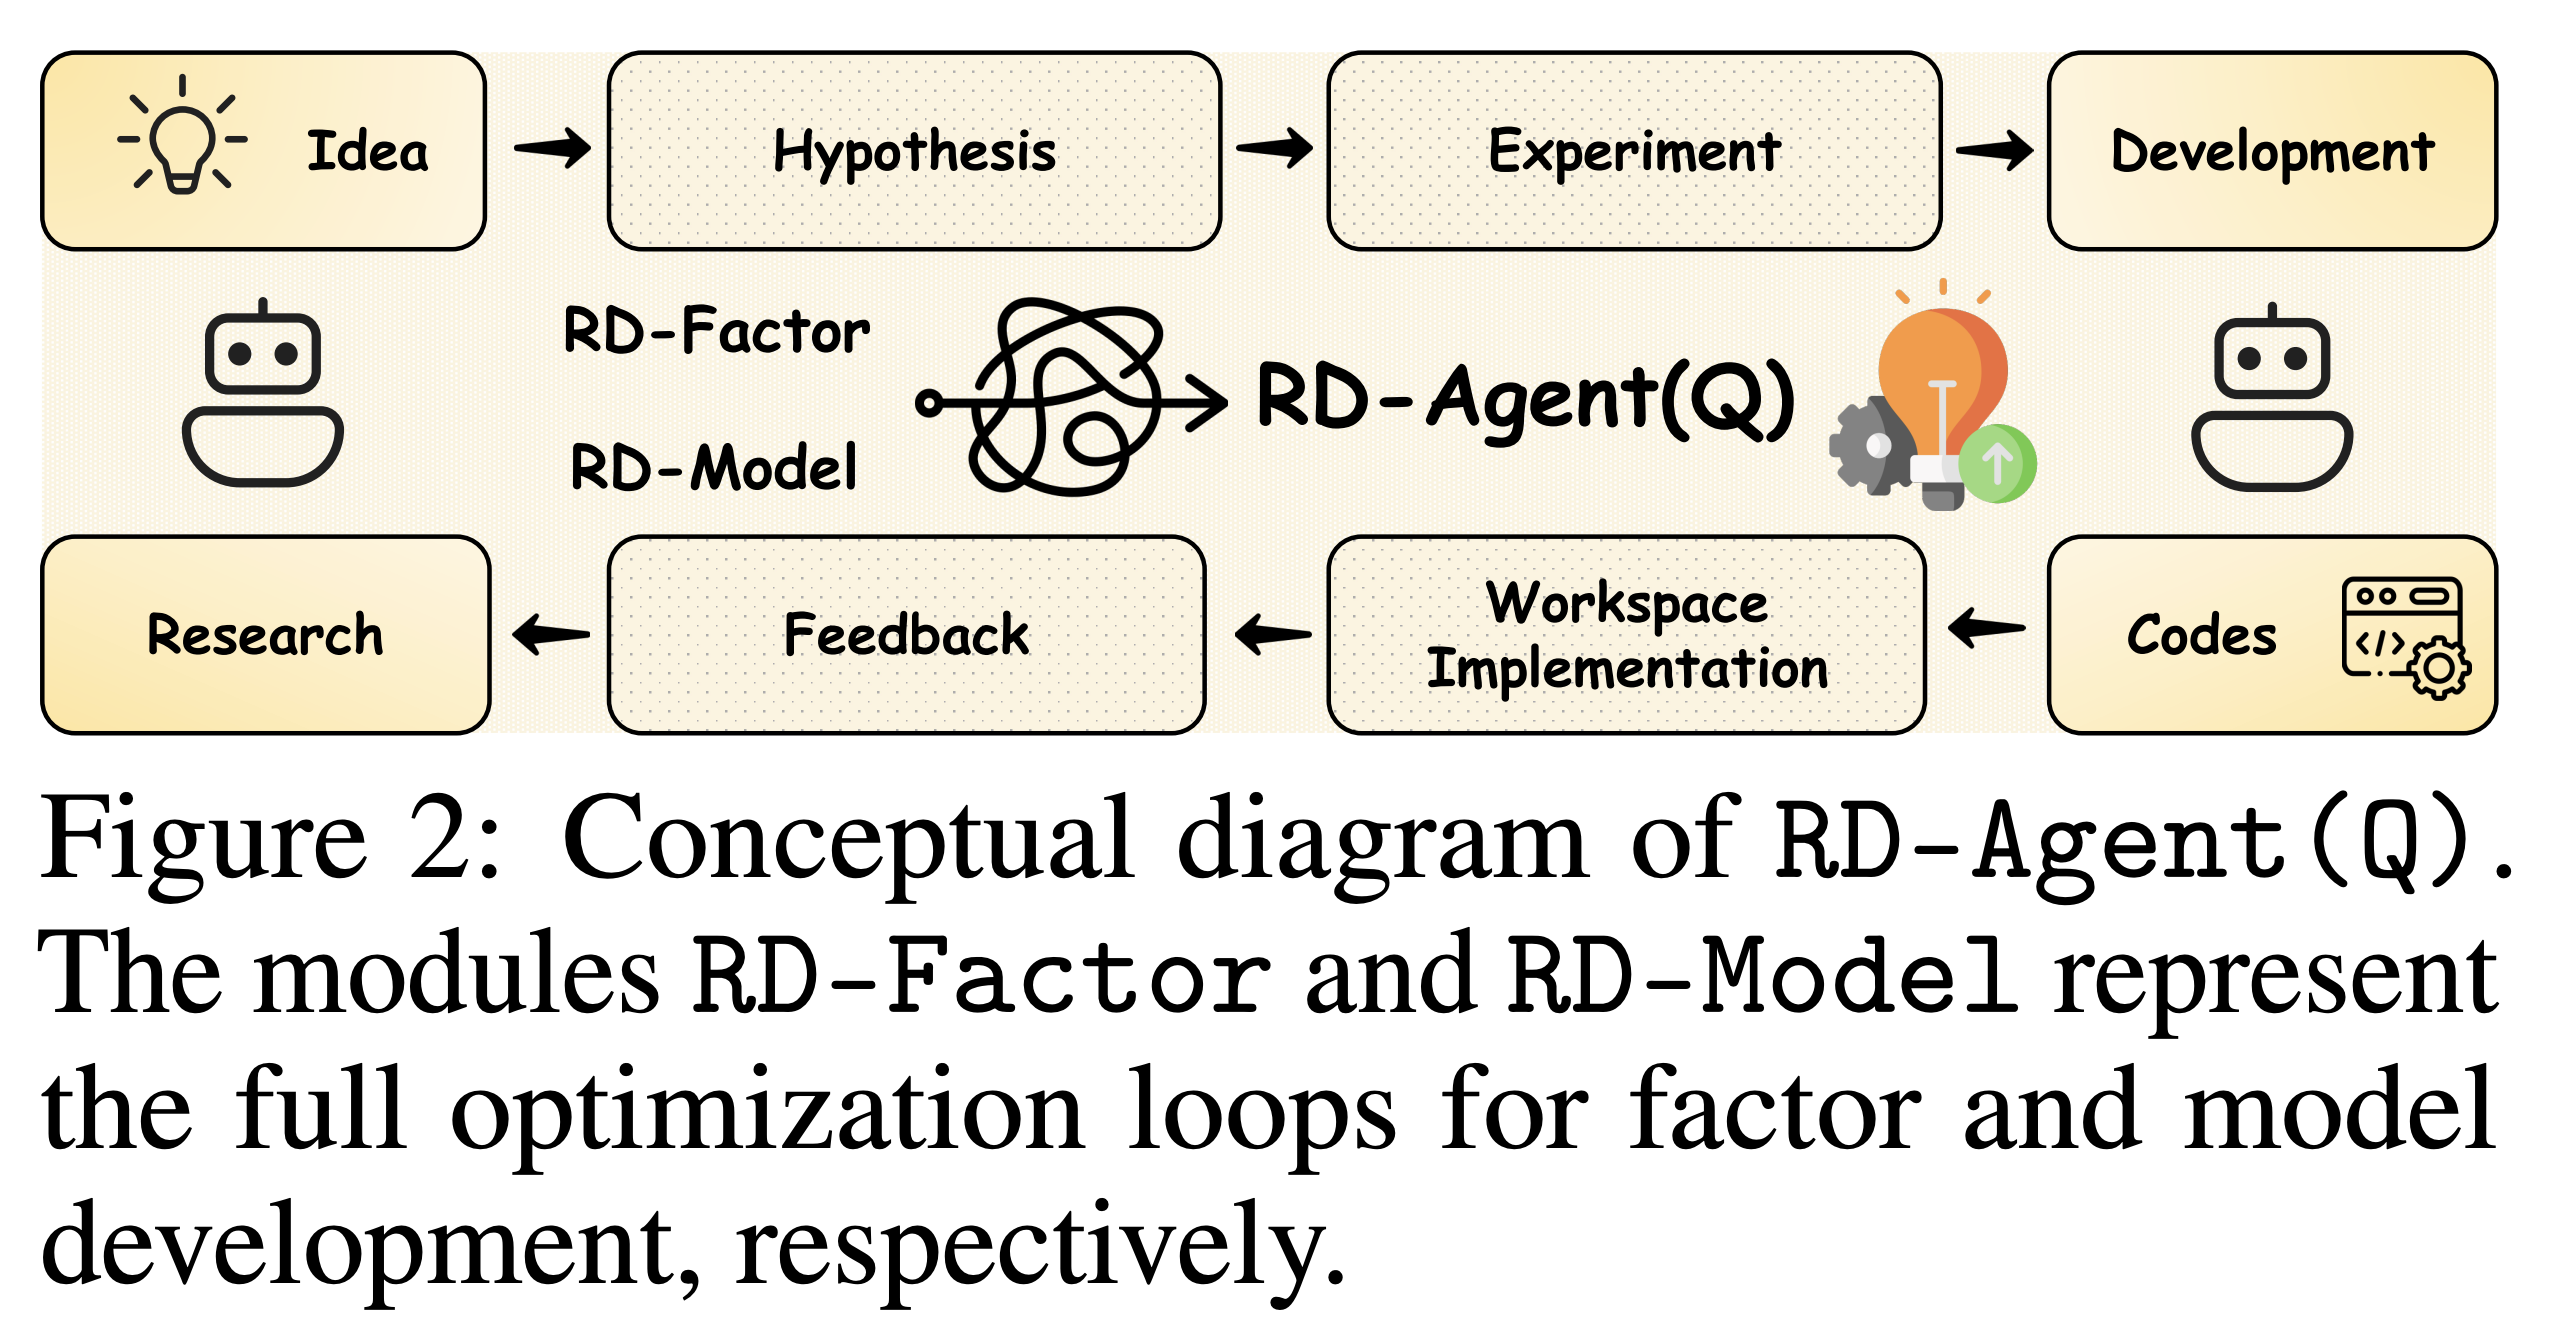 Idea
Hypothesis
Experiment
Development
RD-Factor
RD-Model
RD-Agent(Q)
Research
Feedback
Workspace
Implementation
Codes
</>
Figure 2: Conceptual diagram of RD-Agent(Q).
The modules RD-Factor and RD-Model represent
the full optimization loops for factor and model
development, respectively.